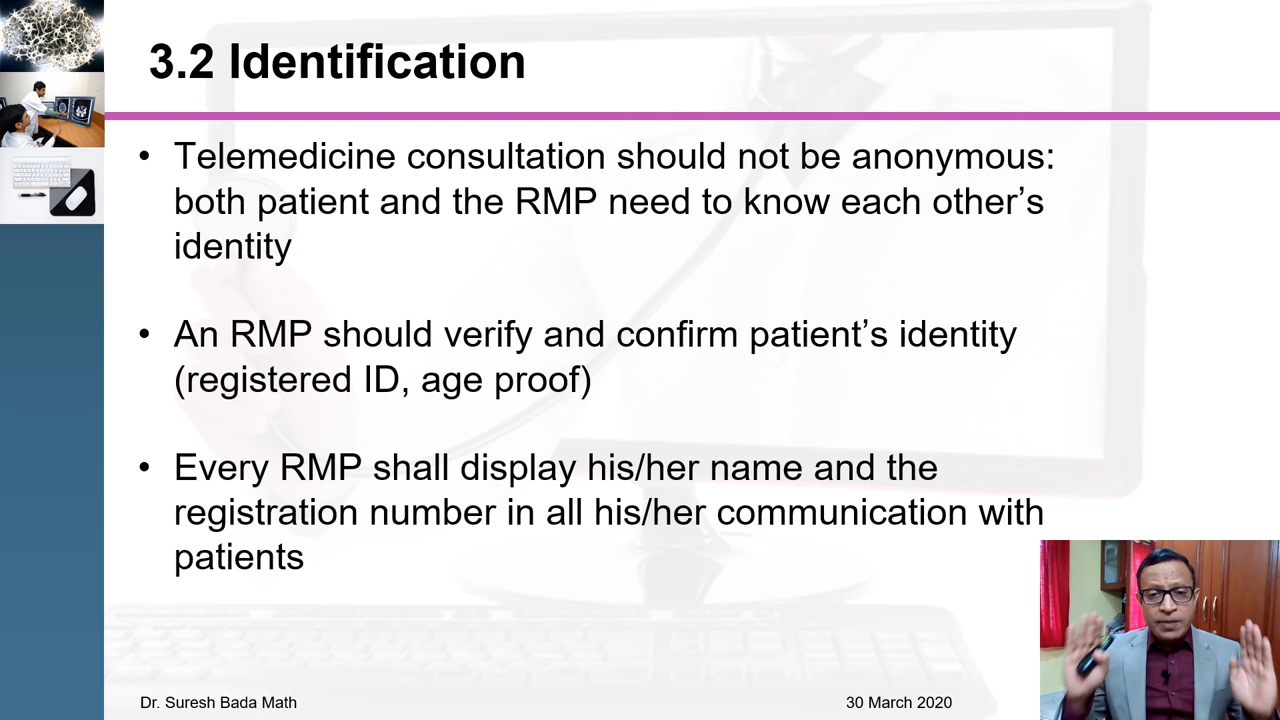 3.2 Identification
• Telemedicine consultation should not be anonymous:
both patient and the RMP need to know each other’s
identity
• An RMP should verify and confirm patient’s identity
(registered ID, age proof)
• Every RMP shall display his/her name and the
registration number in all his/her communication with
patients
Dr. Suresh Bada Math
30 March 2020